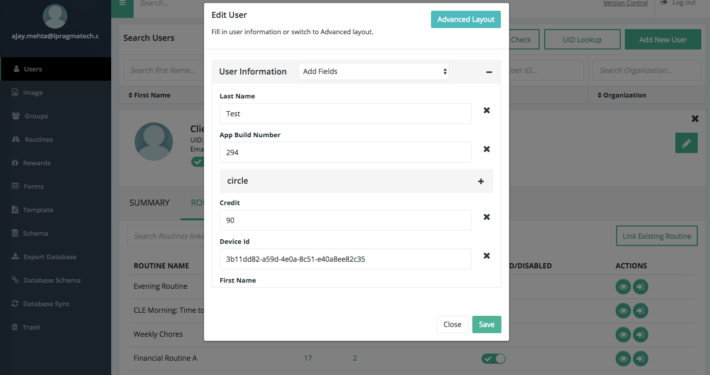 Search...
Version Control
Log out
ajay.mehta@ipragmatech.c
Users
Image
Groups
Routines
Rewards
Forms
Template
Schema
Export Database
Database Schema
Database Sync
Trash
Search Users
Check
UID Lookup
Add New User
Search First Name...
User ID...
Search Organization...
First Name
Organization
Clie
UID:
Emai
SUMMARY
ROU
Search Routines linke
Link Existing Routine
ROUTINE NAME
D/DISABLED
ACTIONS
Evening Routine
CLE Morning: Time to
Weekly Chores
Financial Routine A
17
2
Edit User
Advanced Layout
Fill in user information or switch to Advanced layout.
User Information
Add Fields
Last Name
Test
App Build Number
294
circle
Credit
90
Device Id
3b11dd82-a59d-4e0a-8c51-e40a8ee82c35
First Name
Close
Save